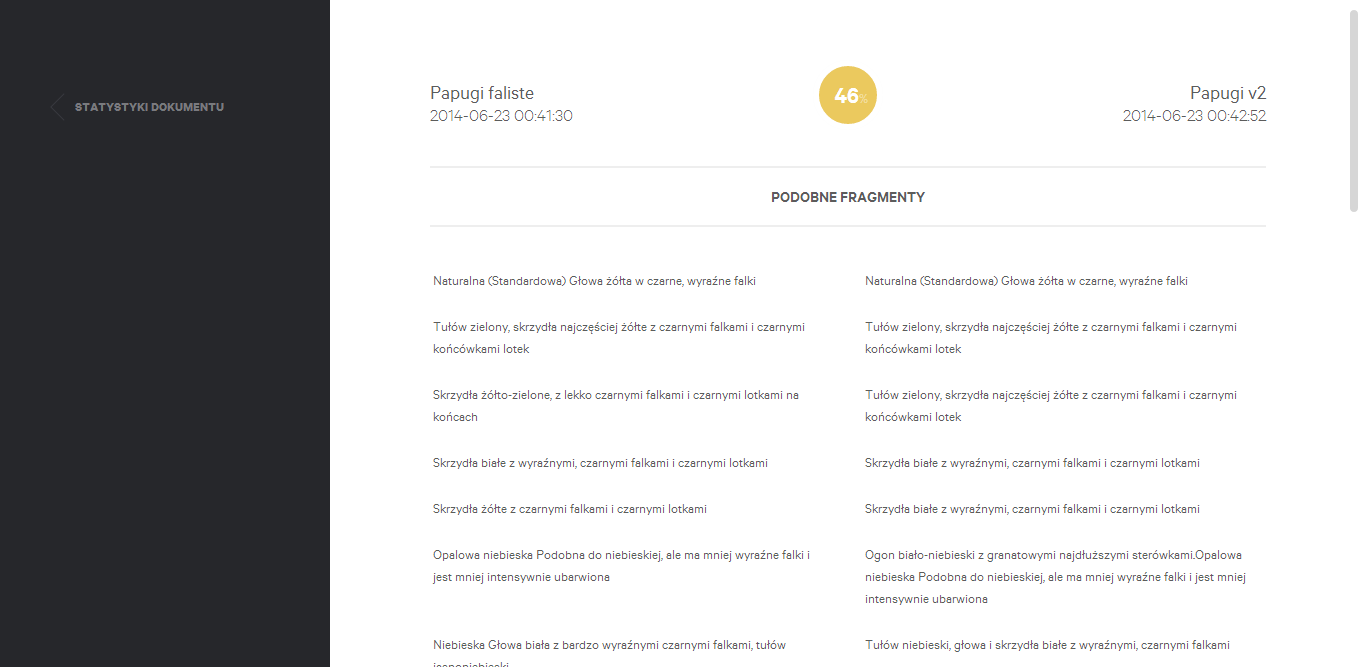 STATYSTYKI DOKUMENTU
Papugi faliste
2014-06-23 00:41:30
46%
Papugi v2
2014-06-23 00:42:52
PODOBNE FRAGMENTY
Naturalna (Standardowa) Głowa żółta w czarne, wyraźne falki
Naturalna (Standardowa) Głowa żółta w czarne, wyraźne falki
Tułów zielony, skrzydła najczęściej żółte z czarnymi falkami i czarnymi
końcówkami lotek
Tułów zielony, skrzydła najczęściej żółte z czarnymi falkami i czarnymi
końcówkami lotek
Skrzydła żółto-zielone, z lekko czarnymi falkami i czarnymi lotkami na
końcach
Tułów zielony, skrzydła najczęściej żółte z czarnymi falkami i czarnymi
końcówkami lotek
Skrzydła białe z wyraźnymi, czarnymi falkami i czarnymi lotkami
Skrzydła białe z wyraźnymi, czarnymi falkami i czarnymi lotkami
Skrzydła żółte z czarnymi falkami i czarnymi lotkami
Skrzydła białe z wyraźnymi, czarnymi falkami i czarnymi lotkami
Opalowa niebieska Podobna do niebieskiej, ale ma mniej wyraźne falki i
jest mniej intensywnie ubarwiona
Ogon biało-niebieski z granatowymi najdłuższymi sterówkami.Opalowa
niebieska Podobna do niebieskiej, ale ma mniej wyraźne falki i jest mniej
intensywnie ubarwiona
Niebieska Głowa biała z bardzo wyraźnymi czarnymi falkami, tułów
jasnoniebieski
Tułów niebieski, głowa i skrzydła białe z wyraźnymi, czarnymi falkami